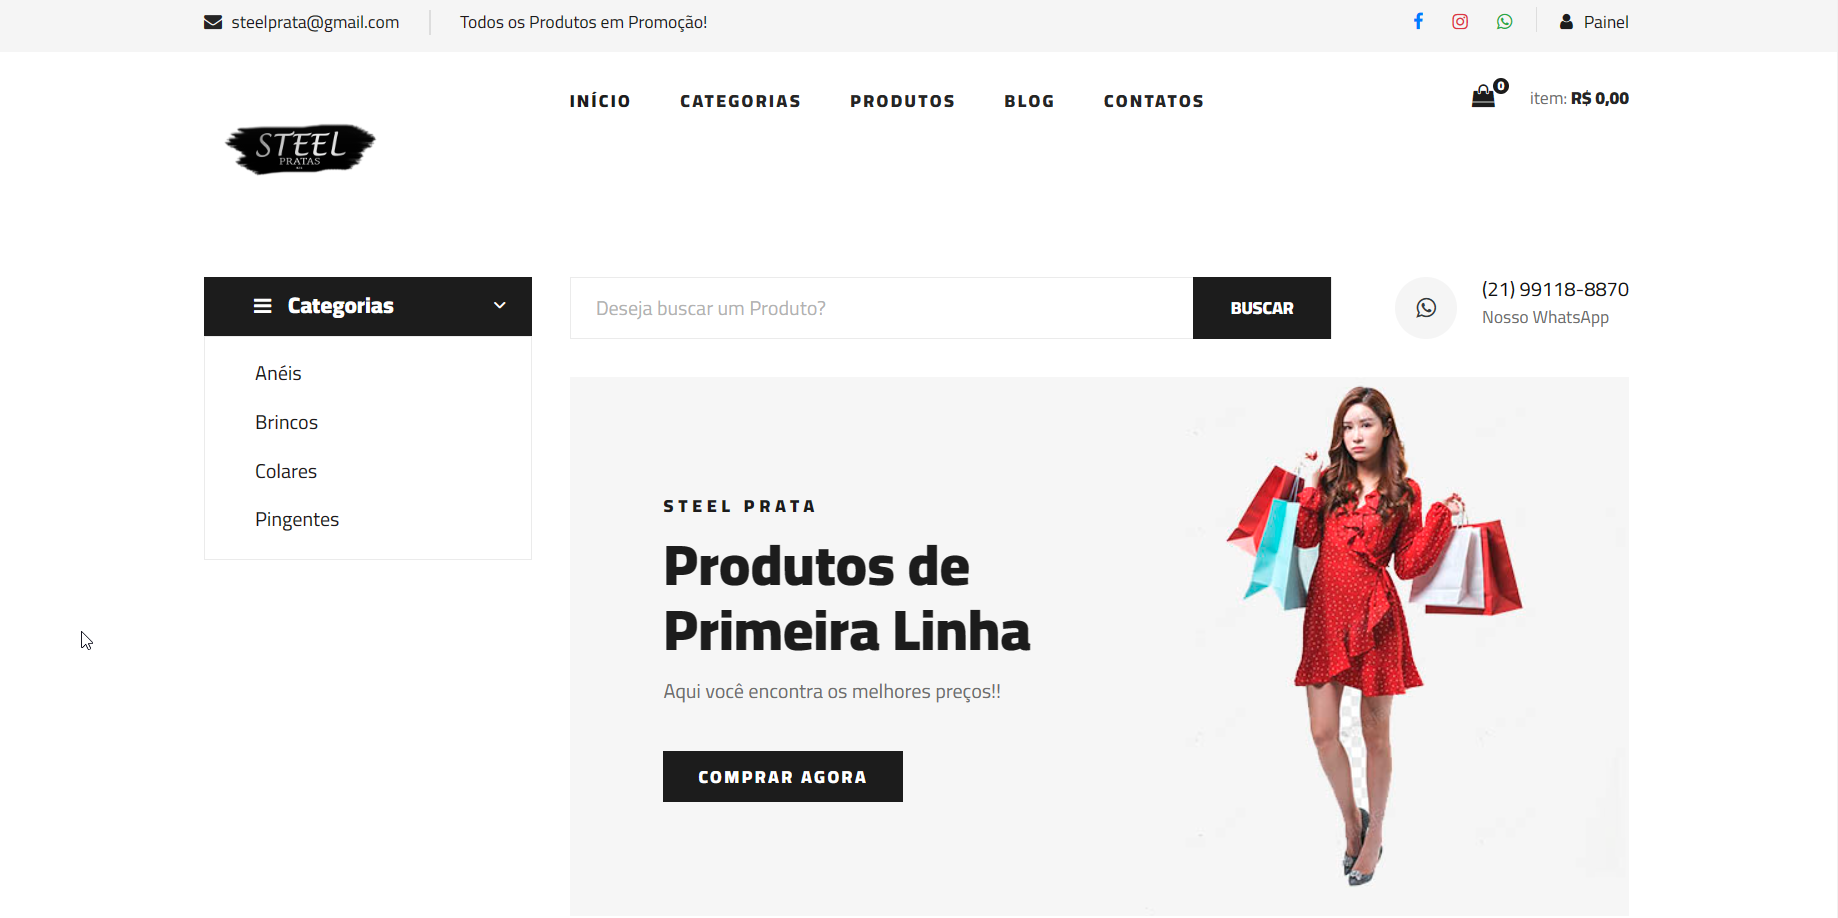 steelprata@gmail.com
Todos os Produtos em Promoção!
Painel
INÍCIO
CATEGORIAS
PRODUTOS
BLOG
CONTATOS
0
item: R$ 0,00
STEEL
PRATAS
Categorias
Deseja buscar um Produto?
BUSCAR
(21) 99118-8870
Nosso WhatsApp
Anéis
Brincos
Colares
Pingentes
STEEL PRATA
Produtos de
Primeira Linha
Aqui você encontra os melhores preços!!
COMPRAR AGORA